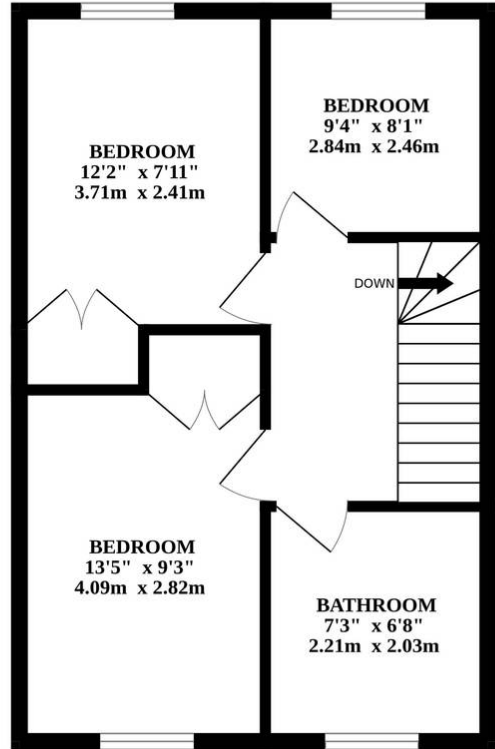 BEDROOM
9'4" x 8'1"
2.84m x 2.46m
BEDROOM
12'2" x 7'11"
3.71m x 2.41m
DOWN
BEDROOM
13'5" x 9'3"
4.09m x 2.82m
BATHROOM
7'3" x 6'8"
2.21m x 2.03m